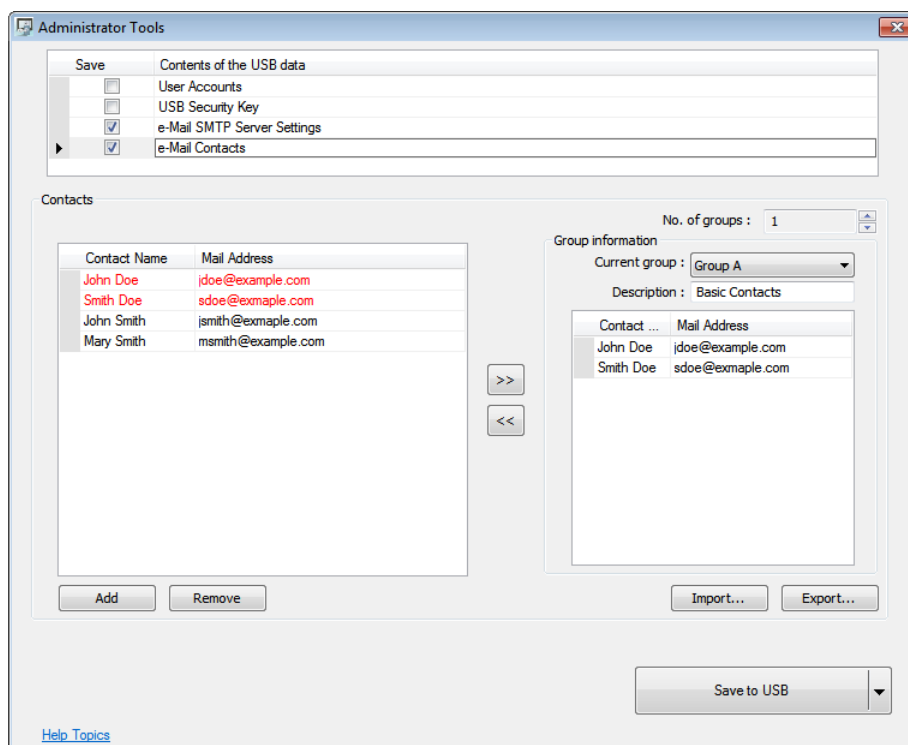 Administrator Tools
Save Contents of the USB data
User Accounts
USB Security Key
e-Mail SMTP Server Settings
e-Mail Contacts
Contacts
No. of groups : 1
Group information
Current group : Group A
Description : Basic Contacts
Contact Name Mail Address
John Doe jdoe@example.com
Smith Doe sdoe@exmaple.com
John Smith jsmith@exmaple.com
Mary Smith msmith@example.com
>>
<<
Contact ... Mail Address
John Doe jdoe@example.com
Smith Doe sdoe@exmaple.com
Add Remove
Import... Export...
Save to USB
Help Topics